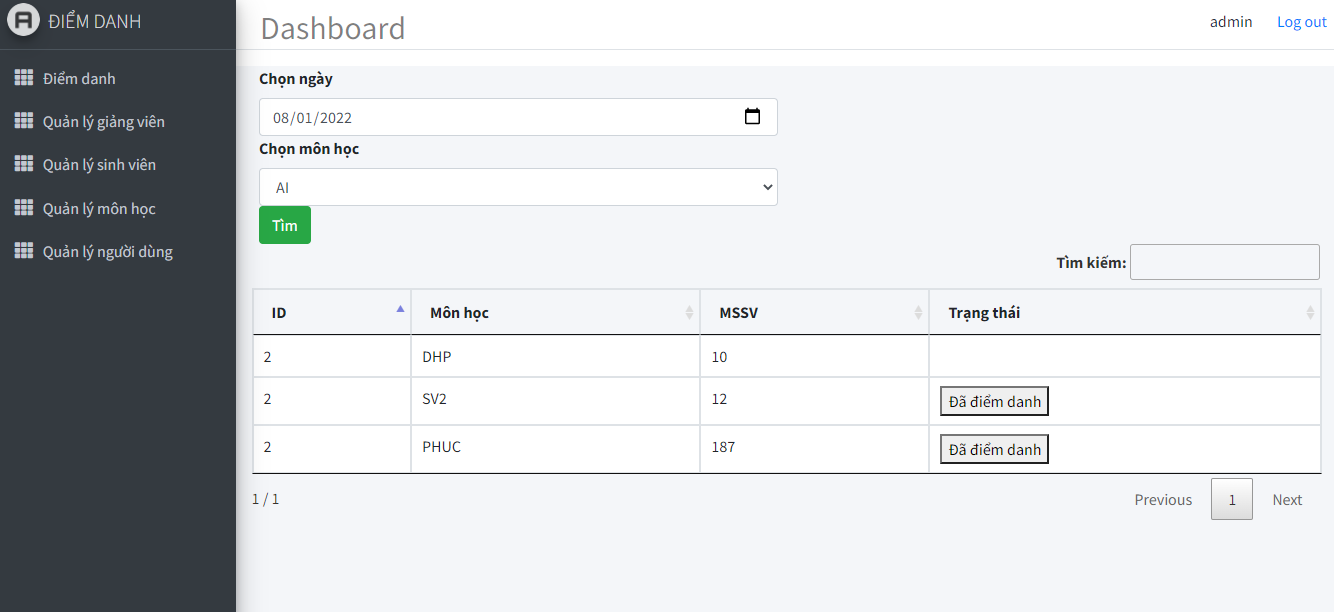 A ĐIỂM DANH
Dashboard
admin Log out
Điểm danh
Quản lý giảng viên
Quản lý sinh viên
Quản lý môn học
Quản lý người dùng
Chọn ngày
08/01/2022
Chọn môn học
AI
Tìm
Tìm kiếm:
ID Môn học MSSV Trạng thái
2 DHP 10
2 SV2 12 Đã điểm danh
2 PHUC 187 Đã điểm danh
1 / 1 Previous 1 Next